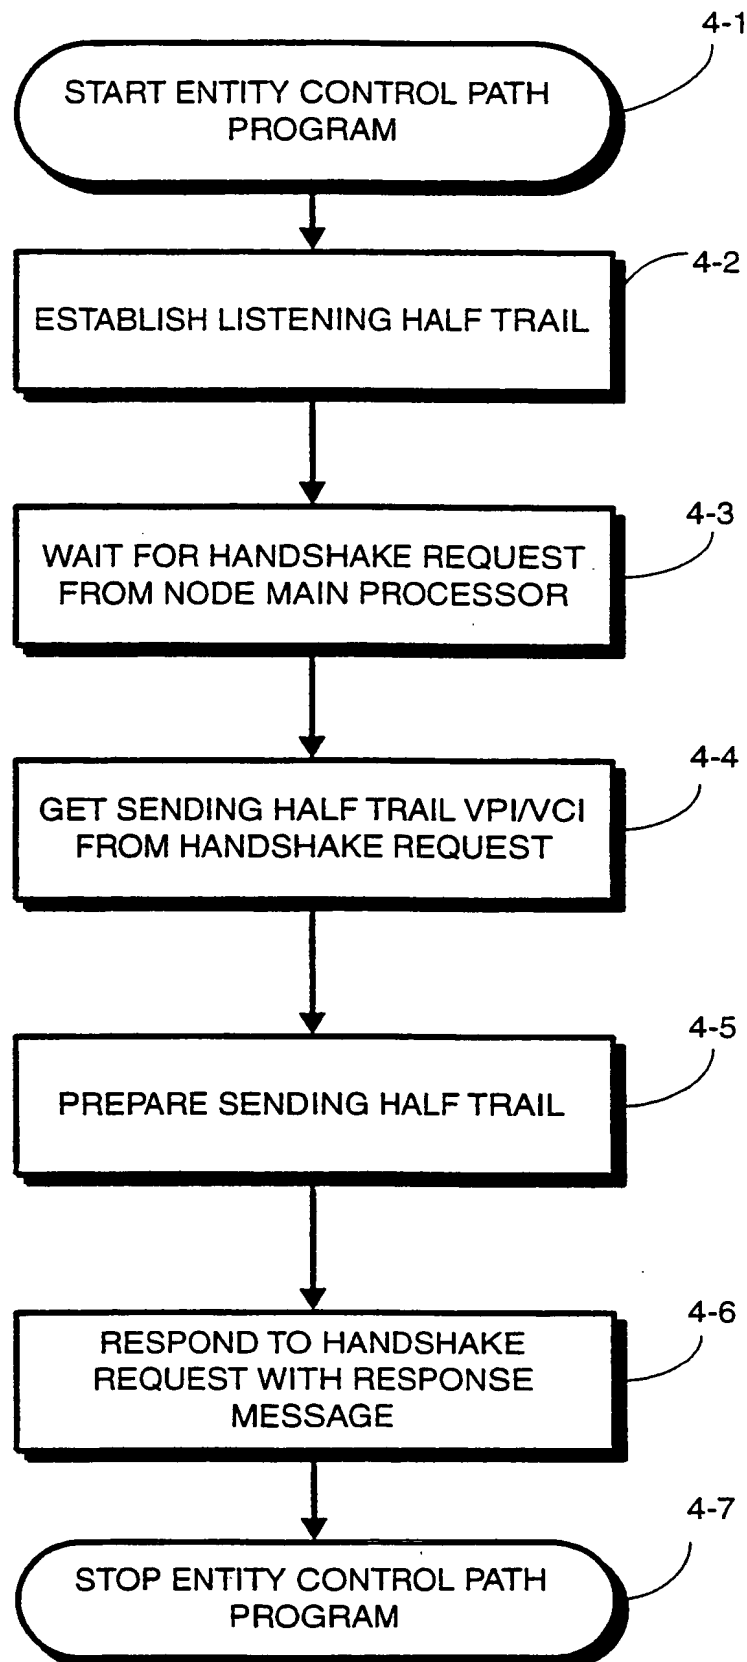 4-1
START ENTITY CONTROL PATH
PROGRAM
4-2
ESTABLISH LISTENING HALF TRAIL
4-3
WAIT FOR HANDSHAKE REQUEST
FROM NODE MAIN PROCESSOR
4-4
GET SENDING HALF TRAIL VPI/VCI
FROM HANDSHAKE REQUEST
4-5
PREPARE SENDING HALF TRAIL
4-6
RESPOND TO HANDSHAKE
REQUEST WITH RESPONSE
MESSAGE
4-7
STOP ENTITY CONTROL PATH
PROGRAM